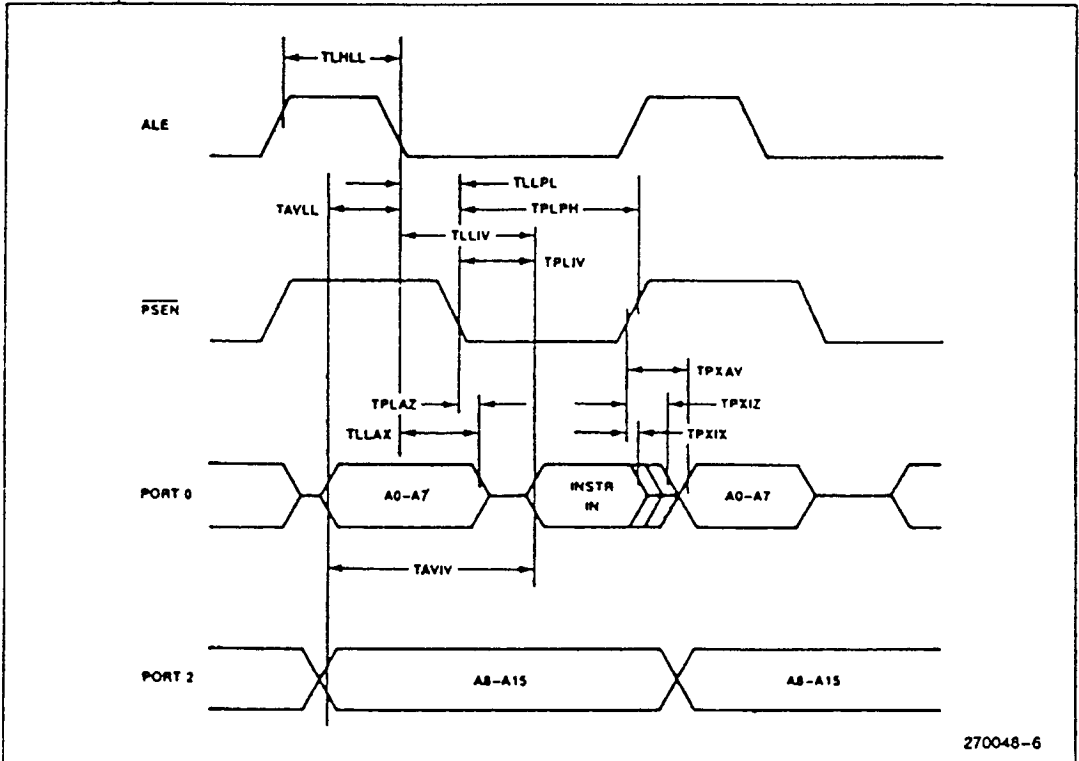 TLHLL
ALE
TLLPL
TAVLL
TPLPH
TLLIV
TPLIV
PSEN
TPXAV
TPLAZ
TPXIZ
TLLAX
TPXIX
PORT 0
A0-A7
INSTR
IN
A0-A7
TAVIV
PORT 2
A8-A15
A8-A15
270048-6